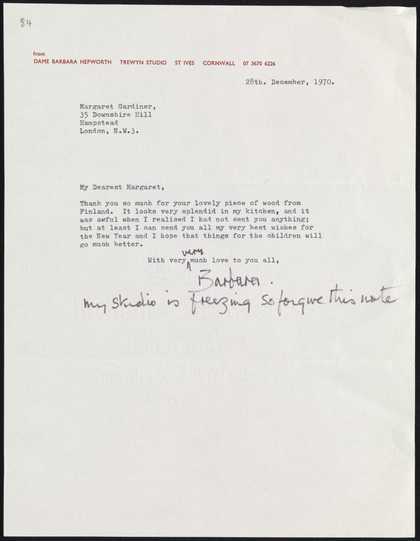 84
from
DAME BARBARA HEPWORTH TREWYN STUDIO ST IVES CORNWALL 07 3670 6226
28th. December, 1970.
Margaret Gardiner,
35 Downshire Hill
Hampstead
London, N.W.3.
My Dearest Margaret,
Thank you so much for your lovely piece of wood from
Finland. It looks very splendid in my kitchen, and it
was awful when I realised I had not sent you anything;
but at least I can send you all my very best wishes for
the New Year and I hope that things for the children will
go much better.
very
With very much love to you all,
Barbara.
my studio is freezing so forgive this note